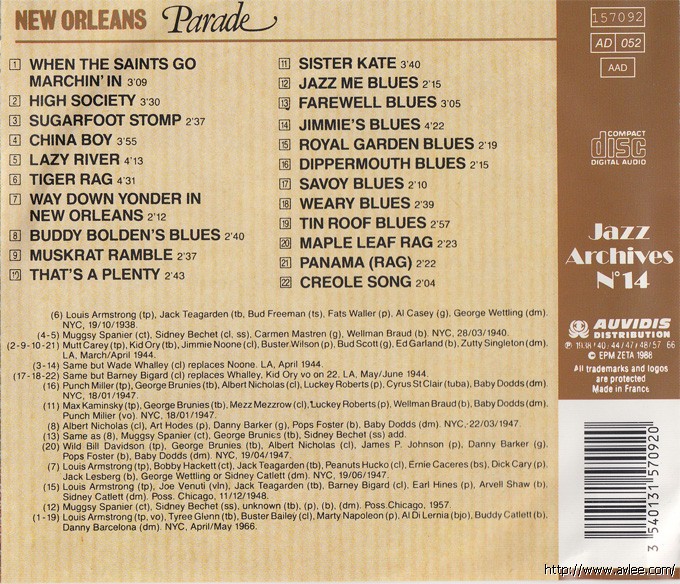 NEW ORLEANS Parade
1 WHEN THE SAINTS GO
MARCHIN' IN 3'09
2 HIGH SOCIETY 3'30
3 SUGARFOOT STOMP 2'37
4 CHINA BOY 3'55
5 LAZY RIVER 4'13
6 TIGER RAG 4'31
7 WAY DOWN YONDER IN
NEW ORLEANS 2'12
8 BUDDY BOLDEN'S BLUES 2'40
9 MUSKRAT RAMBLE 2'37
10 THAT'S A PLENTY 2'43
11 SISTER KATE 3'40
12 JAZZ ME BLUES 2'15
13 FAREWELL BLUES 3'05
14 JIMMIE'S BLUES 4'22
15 ROYAL GARDEN BLUES 2'19
16 DIPPERMOUTH BLUES 2'15
17 SAVOY BLUES 2'10
18 WEARY BLUES 2'39
19 TIN ROOF BLUES 2'57
20 MAPLE LEAF RAG 2'23
21 PANAMA (RAG) 2'22
22 CREOLE SONG 2'04
(6) Louis Armstrong (tp), Jack Teagarden (tb, Bud Freeman (ts), Fats Waller (p), Al Casey (g), George Wettling (dm).
NYC, 19/10/1938.
(4-5) Muggsy Spanier (ct), Sidney Bechet (cl, ss), Carmen Mastren (g), Wellman Braud (b). NYC, 28/03/1940.
(2-9-10-21) Mutt Carey (tp), Kid Ory (tb), Jimmie Noone (cl), Buster Wilson (p), Bud Scott (g), Ed Garland (b), Zutty Singleton (dm).
LA, March/April 1944.
(3-14) Same but Wade Whalley (cl) replaces Noone. LA, April 1944.
(17-18-22) Same but Barney Bigard (cl) replaces Whalley, Kid Ory vo on 22. LA, May/June 1944.
(16) Punch Miller (tp), George Brunies (tb), Albert Nicholas (cl), Luckey Roberts (p), Cyrus St Clair (tuba), Baby Dodds (dm).
NYC, 18/01/1947.
(11) Max Kaminsky (tp), George Brunies (tb), Mezz Mezzrow (cl), Luckey Roberts (p), Wellman Braud (b), Baby Dodds (dm),
Punch Miller (vo). NYC, 18/01/1947.
(8) Albert Nicholas (cl), Art Hodes (p), Danny Barker (g), Pops Foster (b), Baby Dodds (dm). NYC, 22/03/1947.
(13) Same as (8), Muggsy Spanier (ct), George Brunies (tb), Sidney Bechet (ss) add.
(20) Wild Bill Davidson (tp), George Brunies (tb), Albert Nicholas (cl), James P. Johnson (p), Danny Barker (g),
Pops Foster (b), Baby Dodds (dm). NYC, 19/04/1947.
(7) Louis Armstrong (tp), Bobby Hackett (ct), Jack Teagarden (tb), Peanuts Hucko (cl), Ernie Caceres (bs), Dick Cary (p),
Jack Lesberg (b), George Wettling or Sidney Catlett (dm). NYC, 19/06/1947.
(15) Louis Armstrong (tp), Joe Venuti (vln), Jack Teagarden (tb), Barney Bigard (cl), Earl Hines (p), Arvell Shaw (b),
Sidney Catlett (dm). Poss. Chicago, 11/12/1948.
(12) Muggsy Spanier (ct), Sidney Bechet (ss), unknown (tb), (p), (b), (dm). Poss. Chicago, 1957.
(1-19) Louis Armstrong (tp, vo), Tyree Glenn (tb), Buster Bailey (cl), Marty Napoleon (p), Al Di Lernia (bjo), Buddy Catlett (b),
Danny Barcelona (dm). NYC, April/May 1966.
157092
AD 052
AAD
COMPACT
disc
DIGITAL AUDIO
Jazz
Archives
N°14
AUVIDIS
DISTRIBUTION
℗ 1938/40/44/47/48/57 66
© EPM ZETA 1988
All trademarks and logos
are protected
Made in France
3 540131 570920
http://www.avlee.com/